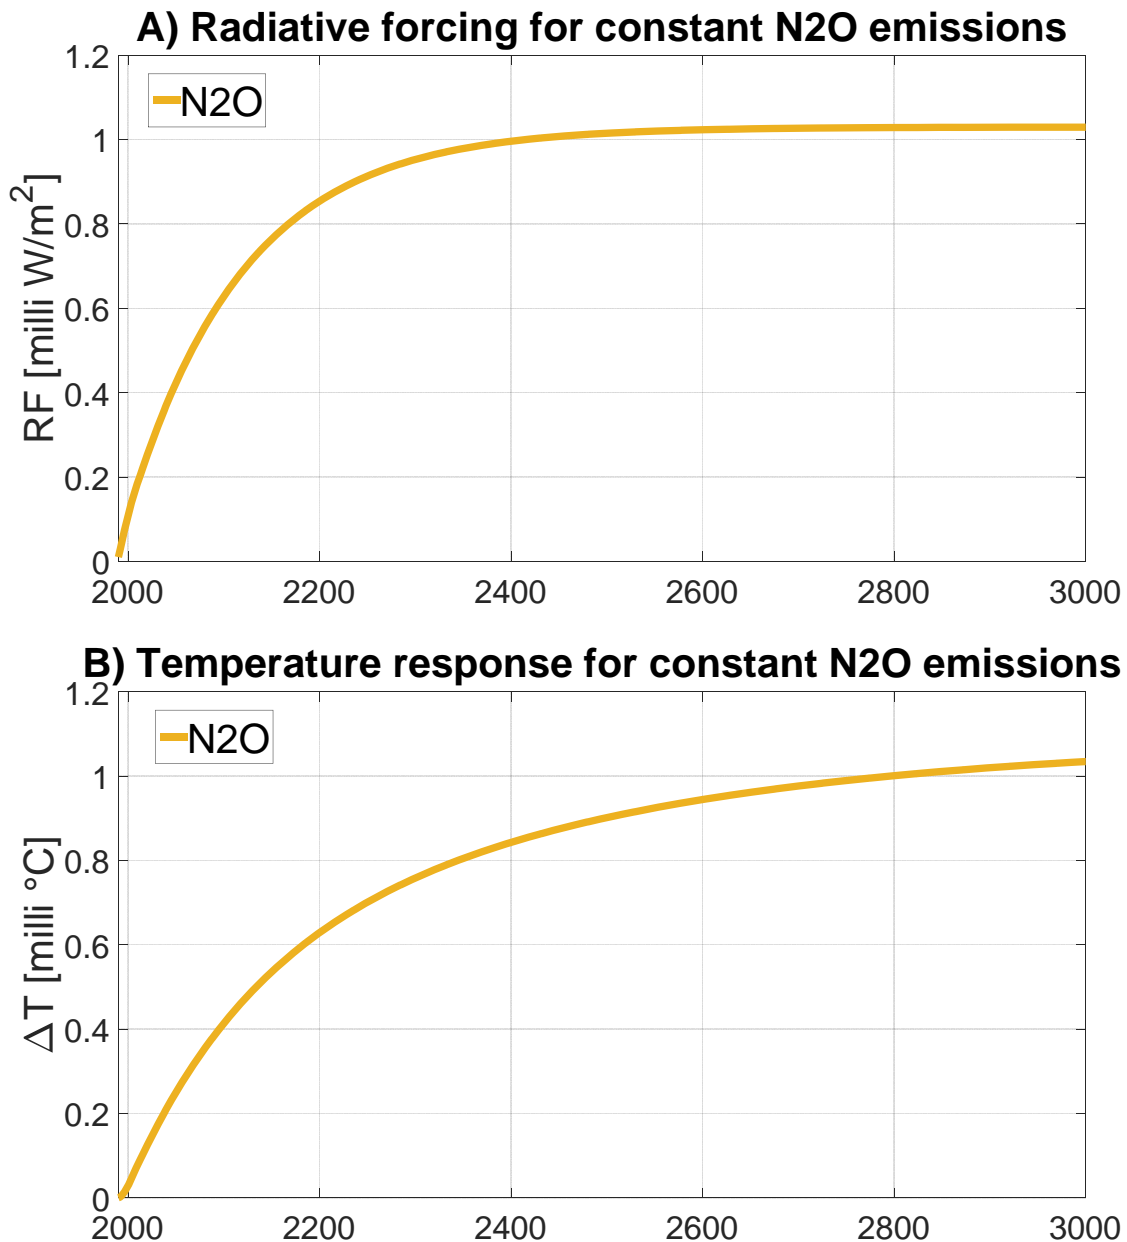 A) Radiative forcing for constant N2O emissions
1.2
N2O
1
0.8
0.6
0.4
0.2
0
RF [milli W/m²]
2000 2200 2400 2600 2800 3000
B) Temperature response for constant N2O emissions
1.2
N2O
1
0.8
0.6
0.4
0.2
0
ΔT [milli °C]
2000 2200 2400 2600 2800 3000